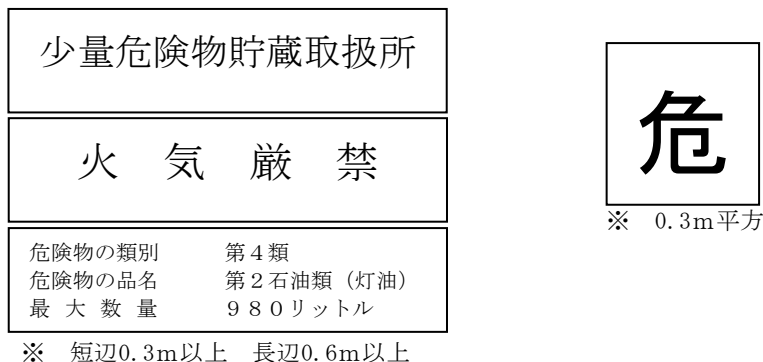 少量危険物貯蔵取扱所
火気厳禁
危険物の類別 第4類
危険物の品名 第2石油類（灯油）
最大数量 980リットル
※ 短辺0.3m以上 長辺0.6m以上
危
※ 0.3m平方